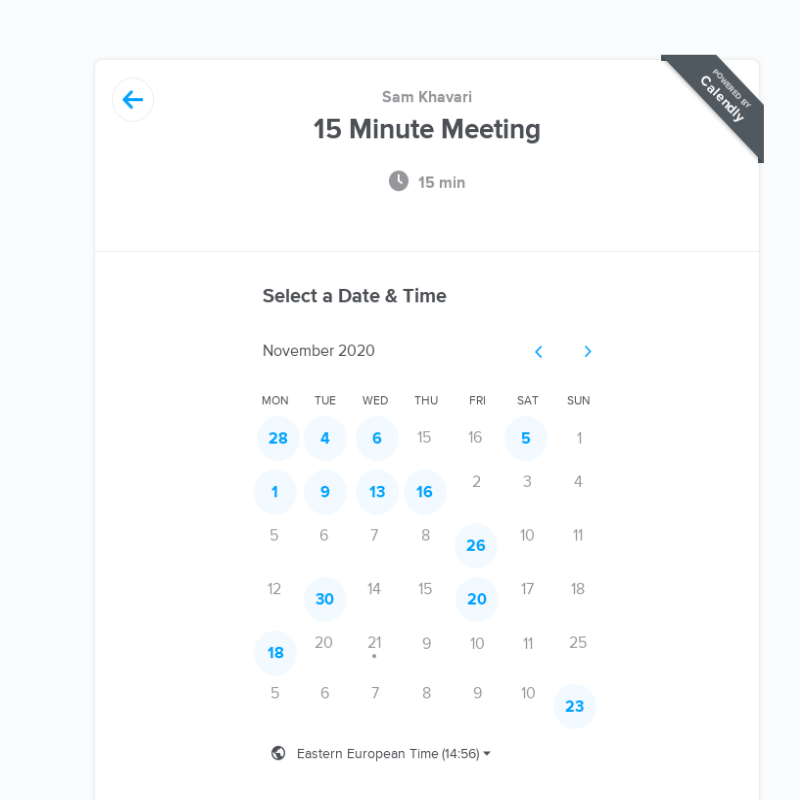 Sam Khavari
15 Minute Meeting
15 min
POWERED BY
Calendly
Select a Date & Time
November 2020
MON TUE WED THU FRI SAT SUN
28 4 6 15 16 5 1
1 9 13 16 2 3 4
5 6 7 8 26 10 11
12 30 14 15 20 17 18
18 20 21 9 10 11 25
5 6 7 8 9 10 23
Eastern European Time (14:56)